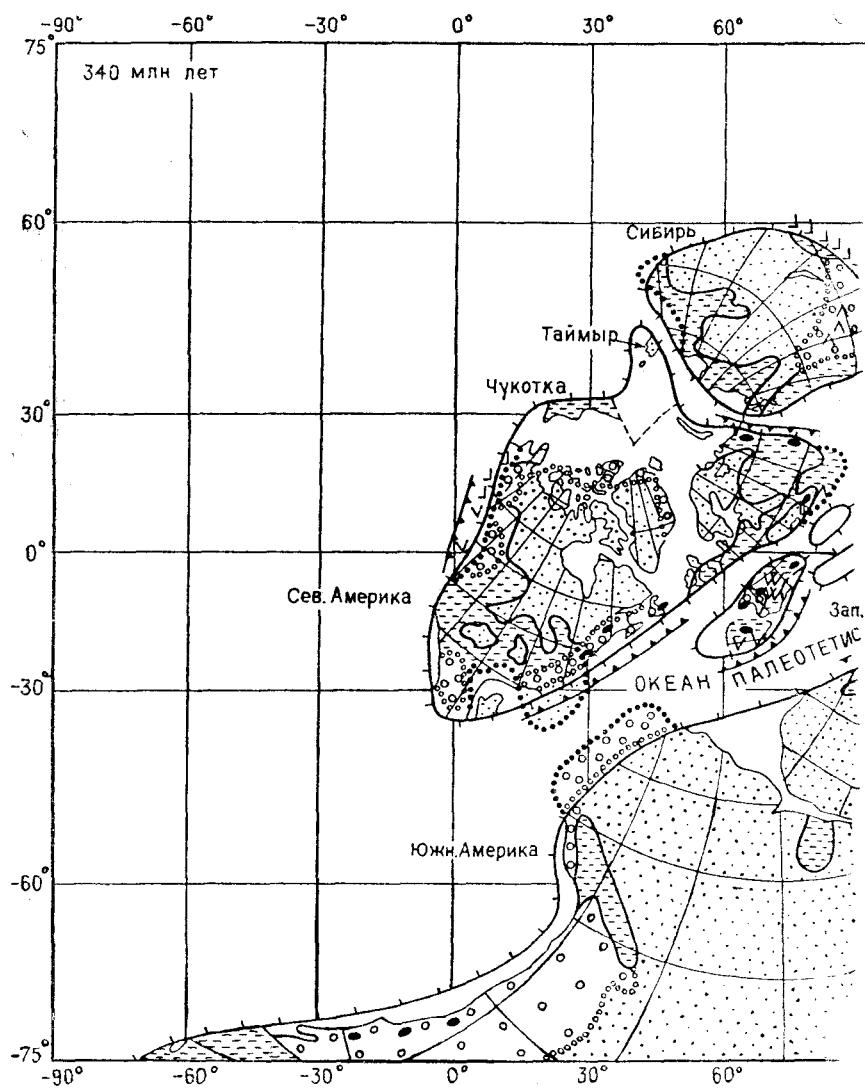 -90° -60° -30° 0° 30° 60°
75°
340 млн лет
60°
Сибирь
Таймыр
Чукотка
30°
0°
Сев. Америка
Зап.
-30°
ОКЕАН ПАЛЕОТЕТИС
Южн. Америка
-60°
-75°
-90° -60° -30° 0° 30° 60°